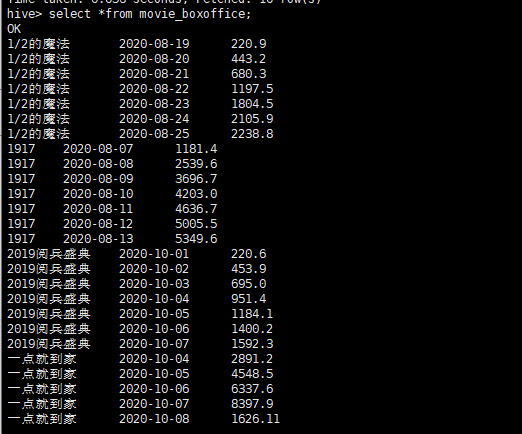 Time taken: 0.038 seconds, Fetched: 10 row(s)
hive> select *from movie_boxoffice;
OK
1/2的魔法 2020-08-19 220.9
1/2的魔法 2020-08-20 443.2
1/2的魔法 2020-08-21 680.3
1/2的魔法 2020-08-22 1197.5
1/2的魔法 2020-08-23 1804.5
1/2的魔法 2020-08-24 2105.9
1/2的魔法 2020-08-25 2238.8
1917 2020-08-07 1181.4
1917 2020-08-08 2539.6
1917 2020-08-09 3696.7
1917 2020-08-10 4203.0
1917 2020-08-11 4636.7
1917 2020-08-12 5005.5
1917 2020-08-13 5349.6
2019阅兵盛典 2020-10-01 220.6
2019阅兵盛典 2020-10-02 453.9
2019阅兵盛典 2020-10-03 695.0
2019阅兵盛典 2020-10-04 951.4
2019阅兵盛典 2020-10-05 1184.1
2019阅兵盛典 2020-10-06 1400.2
2019阅兵盛典 2020-10-07 1592.3
一点就到家 2020-10-04 2891.2
一点就到家 2020-10-05 4548.5
一点就到家 2020-10-06 6337.6
一点就到家 2020-10-07 8397.9
一点就到家 2020-10-08 1626.11